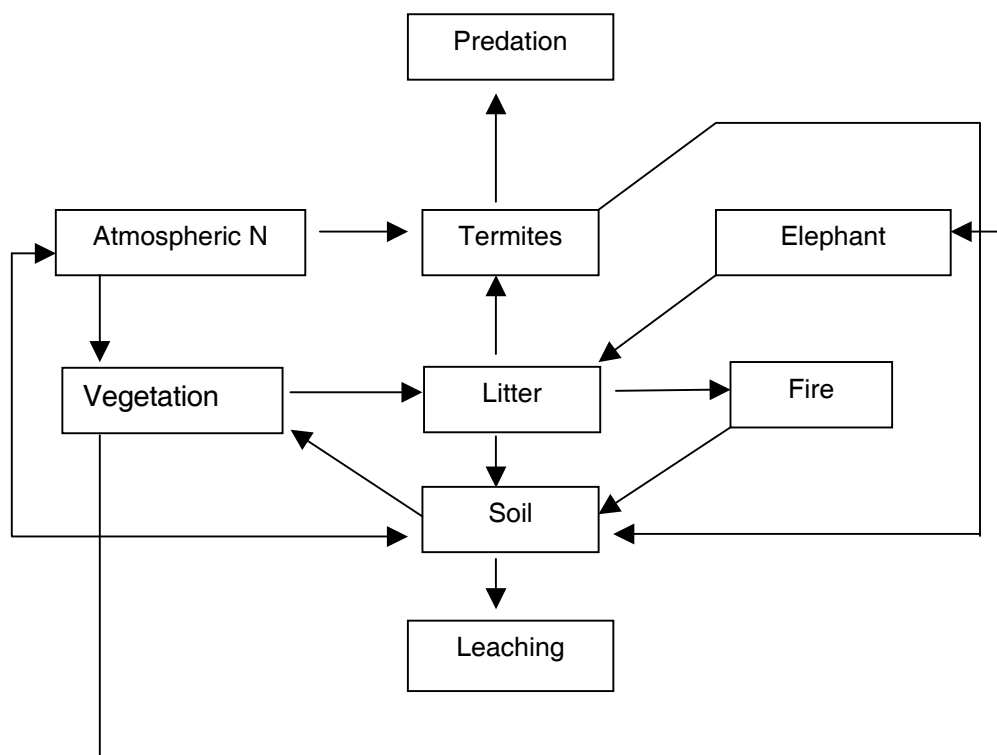 Predation
Atmospheric N
Termites
Elephant
Vegetation
Litter
Fire
Soil
Leaching